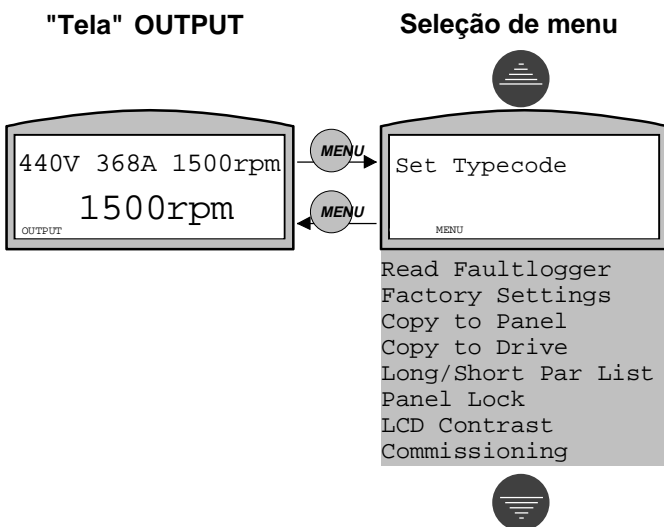 "Tela" OUTPUT
Seleção de menu
440V 368A 1500rpm
1500rpm
OUTPUT
MENU
MENU
Set Typecode
MENU
Read Faultlogger
Factory Settings
Copy to Panel
Copy to Drive
Long/Short Par List
Panel Lock
LCD Contrast
Commissioning